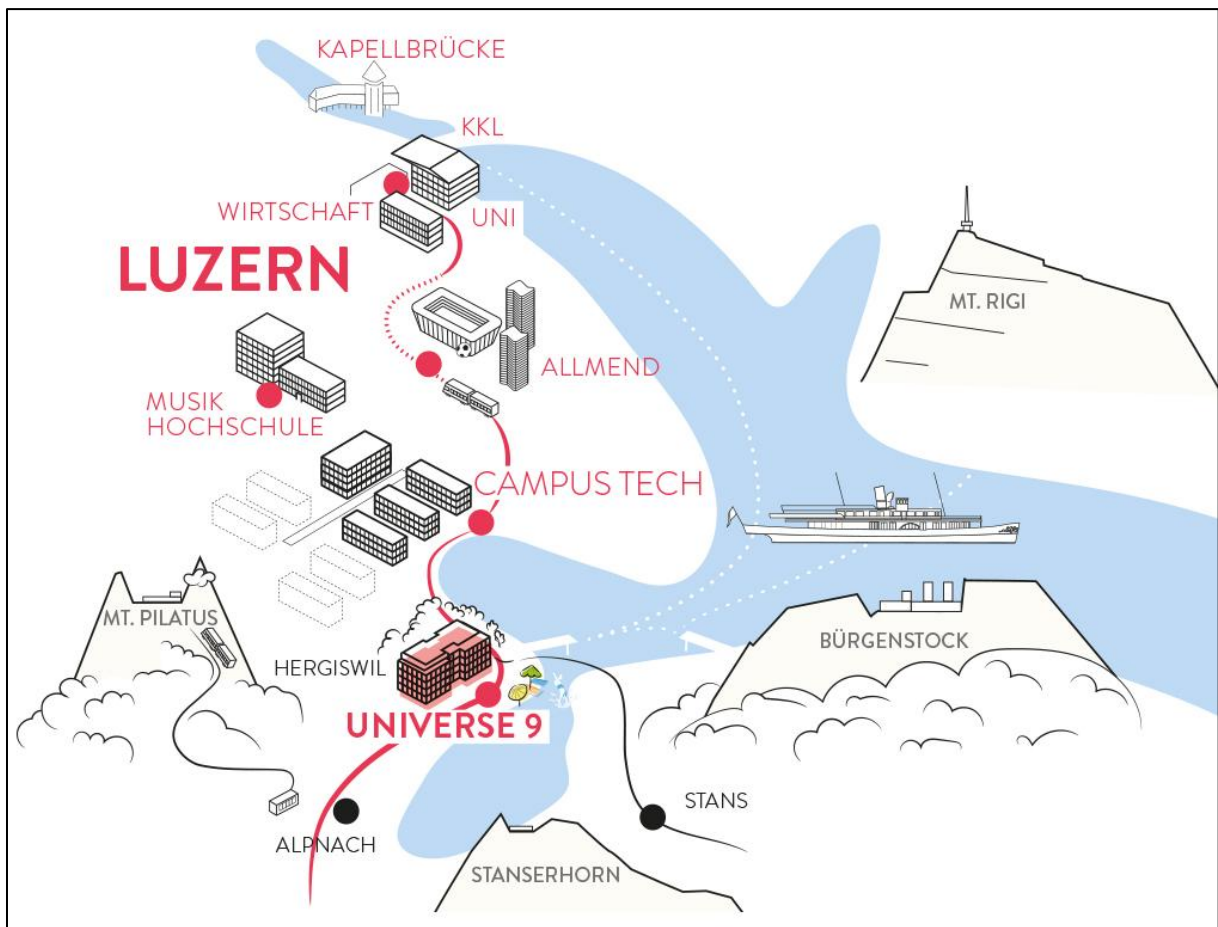 KAPELLBRÜCKE
KKL
WIRTSCHAFT
UNI
LUZERN
MT. RIGI
ALLMEND
MUSIK
HOCHSCHULE
CAMPUS TECH
MT. PILATUS
BÜRGENSTOCK
HERGISWIL
UNIVERSE 9
STANS
ALPNACH
STANSERHORN